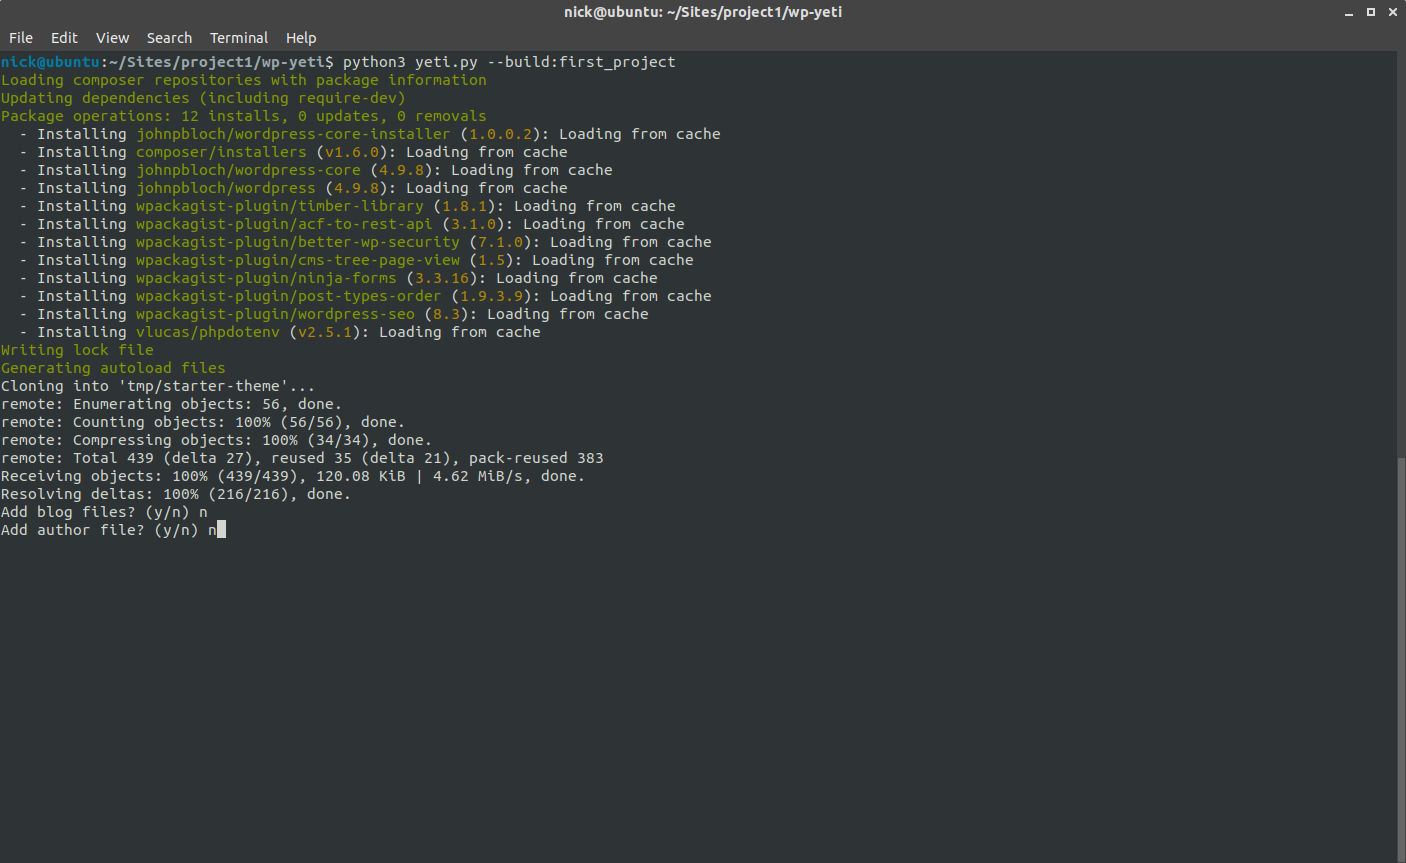 nick@ubuntu: ~/Sites/project1/wp-yeti
File Edit View Search Terminal Help
nick@ubuntu:~/Sites/project1/wp-yeti$ python3 yeti.py --build:first_project
Loading composer repositories with package information
Updating dependencies (including require-dev)
Package operations: 12 installs, 0 updates, 0 removals
  - Installing johnpbloch/wordpress-core-installer (1.0.0.2): Loading from cache
  - Installing composer/installers (v1.6.0): Loading from cache
  - Installing johnpbloch/wordpress-core (4.9.8): Loading from cache
  - Installing johnpbloch/wordpress (4.9.8): Loading from cache
  - Installing wpackagist-plugin/timber-library (1.8.1): Loading from cache
  - Installing wpackagist-plugin/acf-to-rest-api (3.1.0): Loading from cache
  - Installing wpackagist-plugin/better-wp-security (7.1.0): Loading from cache
  - Installing wpackagist-plugin/cms-tree-page-view (1.5): Loading from cache
  - Installing wpackagist-plugin/ninja-forms (3.3.16): Loading from cache
  - Installing wpackagist-plugin/post-types-order (1.9.3.9): Loading from cache
  - Installing wpackagist-plugin/wordpress-seo (8.3): Loading from cache
  - Installing vlucas/phpdotenv (v2.5.1): Loading from cache
Writing lock file
Generating autoload files
Cloning into 'tmp/starter-theme'...
remote: Enumerating objects: 56, done.
remote: Counting objects: 100% (56/56), done.
remote: Compressing objects: 100% (34/34), done.
remote: Total 439 (delta 27), reused 35 (delta 21), pack-reused 383
Receiving objects: 100% (439/439), 120.08 KiB | 4.62 MiB/s, done.
Resolving deltas: 100% (216/216), done.
Add blog files? (y/n) n
Add author file? (y/n) n